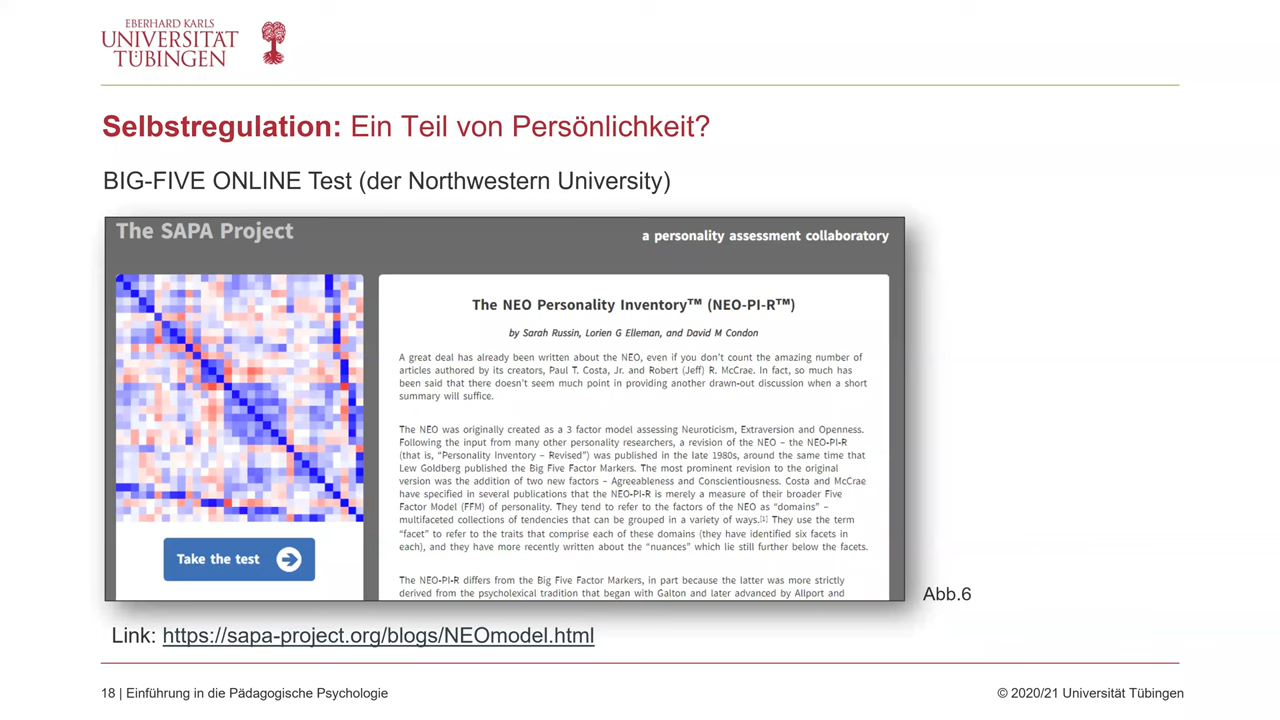 EBERHARD KARLS
UNIVERSITÄT
TÜBINGEN
Selbstregulation: Ein Teil von Persönlichkeit?
BIG-FIVE ONLINE Test (der Northwestern University)
The SAPA Project
a personality assessment collaboratory
The NEO Personality Inventory™ (NEO-PI-R™)
by Sarah Russin, Lorien G Elleman, and David M Condon
A great deal has already been written about the NEO, even if you don't count the amazing number of
articles authored by its creators, Paul T. Costa, Jr. and Robert (Jeff) R. McCrae. In fact, so much has
been said that there doesn't seem much point in providing another drawn-out discussion when a short
summary will suffice.
The NEO was originally created as a 3 factor model assessing Neuroticism, Extraversion and Openness.
Following the input from many other personality researchers, a revision of the NEO – the NEO-PI-R
(that is, “Personality Inventory – Revised”) was published in the late 1980s, around the same time that
Lew Goldberg published the Big Five Factor Markers. The most prominent revision to the original
version was the addition of two new factors – Agreeableness and Conscientiousness. Costa and McCrae
have specified in several publications that the NEO-PI-R is merely a measure of their broader Five
Factor Model (FFM) of personality. They tend to refer to the factors of the NEO as “domains” –
multifaceted collections of tendencies that can be grouped in a variety of ways.[1] They use the term
“facet” to refer to the traits that comprise each of these domains (they have identified six facets in
each), and they have more recently written about the “nuances” which lie still further below the facets.
Take the test
The NEO-PI-R differs from the Big Five Factor Markers, in part because the latter was more strictly
derived from the psycholexical tradition that began with Galton and later advanced by Allport and
Abb.6
Link: https://sapa-project.org/blogs/NEOmodel.html
18 | Einführung in die Pädagogische Psychologie
© 2020/21 Universität Tübingen